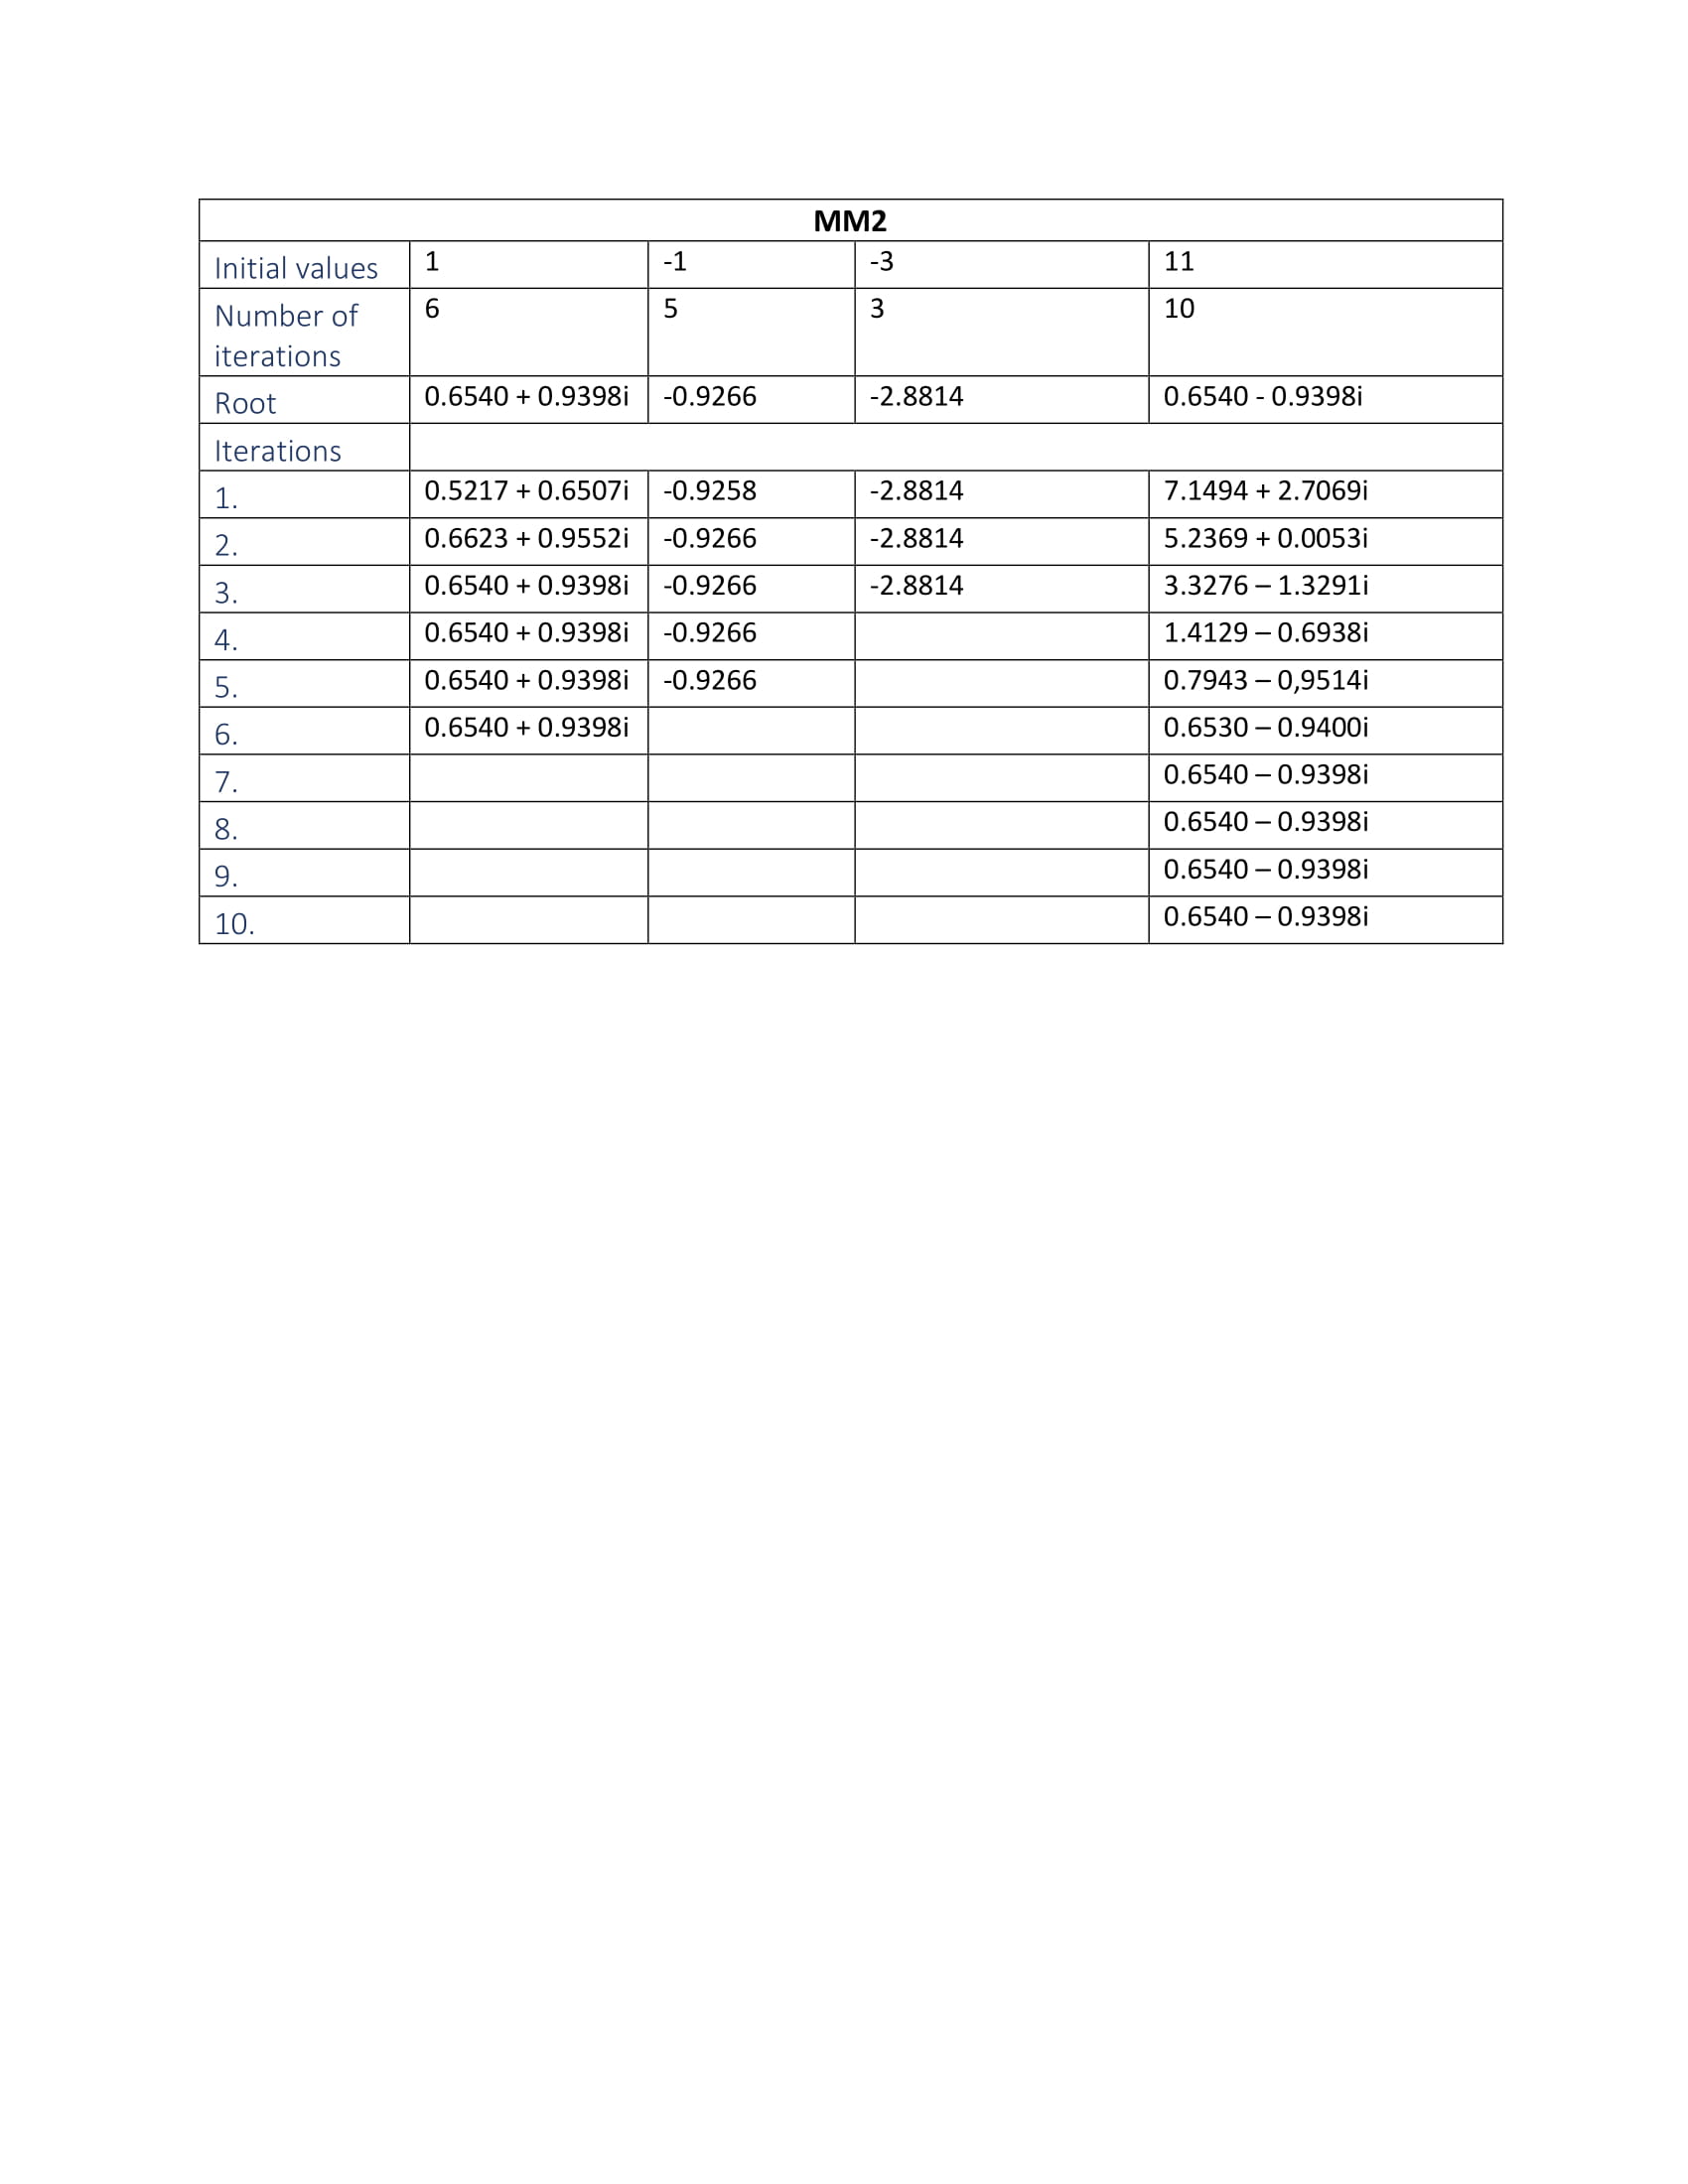 MM2
Initial values 1 -1 -3 11
Number of iterations 6 5 3 10
Root 0.6540 + 0.9398i -0.9266 -2.8814 0.6540 - 0.9398i
Iterations
1. 0.5217 + 0.6507i -0.9258 -2.8814 7.1494 + 2.7069i
2. 0.6623 + 0.9552i -0.9266 -2.8814 5.2369 + 0.0053i
3. 0.6540 + 0.9398i -0.9266 -2.8814 3.3276 – 1.3291i
4. 0.6540 + 0.9398i -0.9266 1.4129 – 0.6938i
5. 0.6540 + 0.9398i -0.9266 0.7943 – 0,9514i
6. 0.6540 + 0.9398i 0.6530 – 0.9400i
7. 0.6540 – 0.9398i
8. 0.6540 – 0.9398i
9. 0.6540 – 0.9398i
10. 0.6540 – 0.9398i